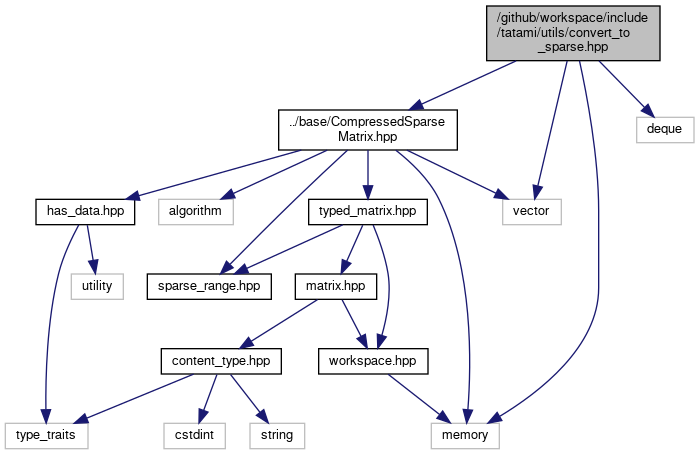 /github/workspace/include
/tatami/utils/convert_to
_sparse.hpp
../base/CompressedSparse
Matrix.hpp
deque
has_data.hpp
algorithm
typed_matrix.hpp
vector
utility
sparse_range.hpp
matrix.hpp
content_type.hpp
workspace.hpp
type_traits
cstdint
string
memory